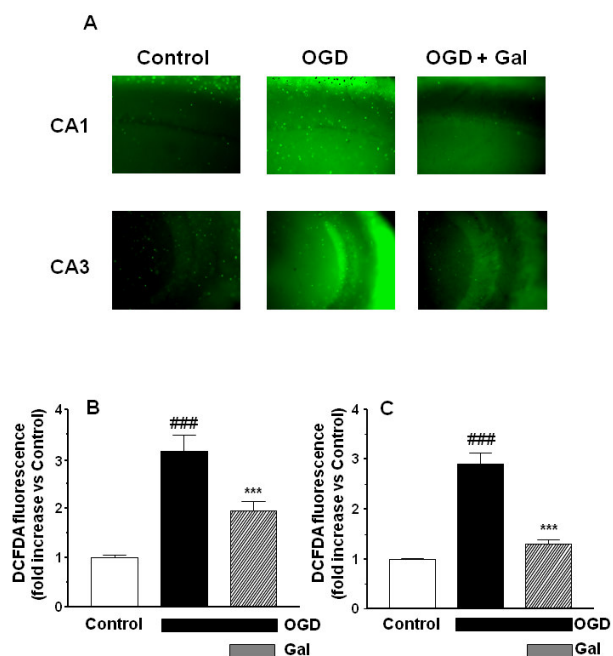 A
Control OGD OGD + Gal
CA1
CA3
B
DCFDA fluorescence
(fold increase vs Control)
4
3
2
1
0
###
***
Control
OGD
Gal
C
DCFDA fluorescence
(fold increase vs Control)
4
3
2
1
0
###
***
Control
OGD
Gal